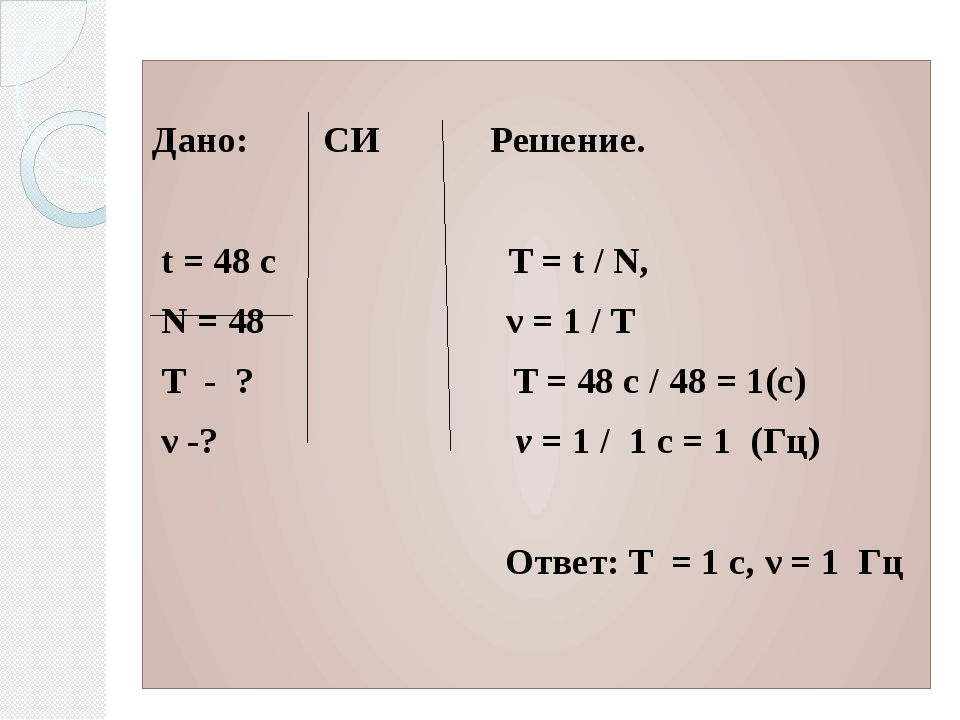 Дано: СИ Решение.
t = 48 с T = t / N,
N = 48 ν = 1 / T
T - ? T = 48 с / 48 = 1(с)
ν -? ν = 1 / 1 с = 1 (Гц)
Ответ: T = 1 с, ν = 1 Гц